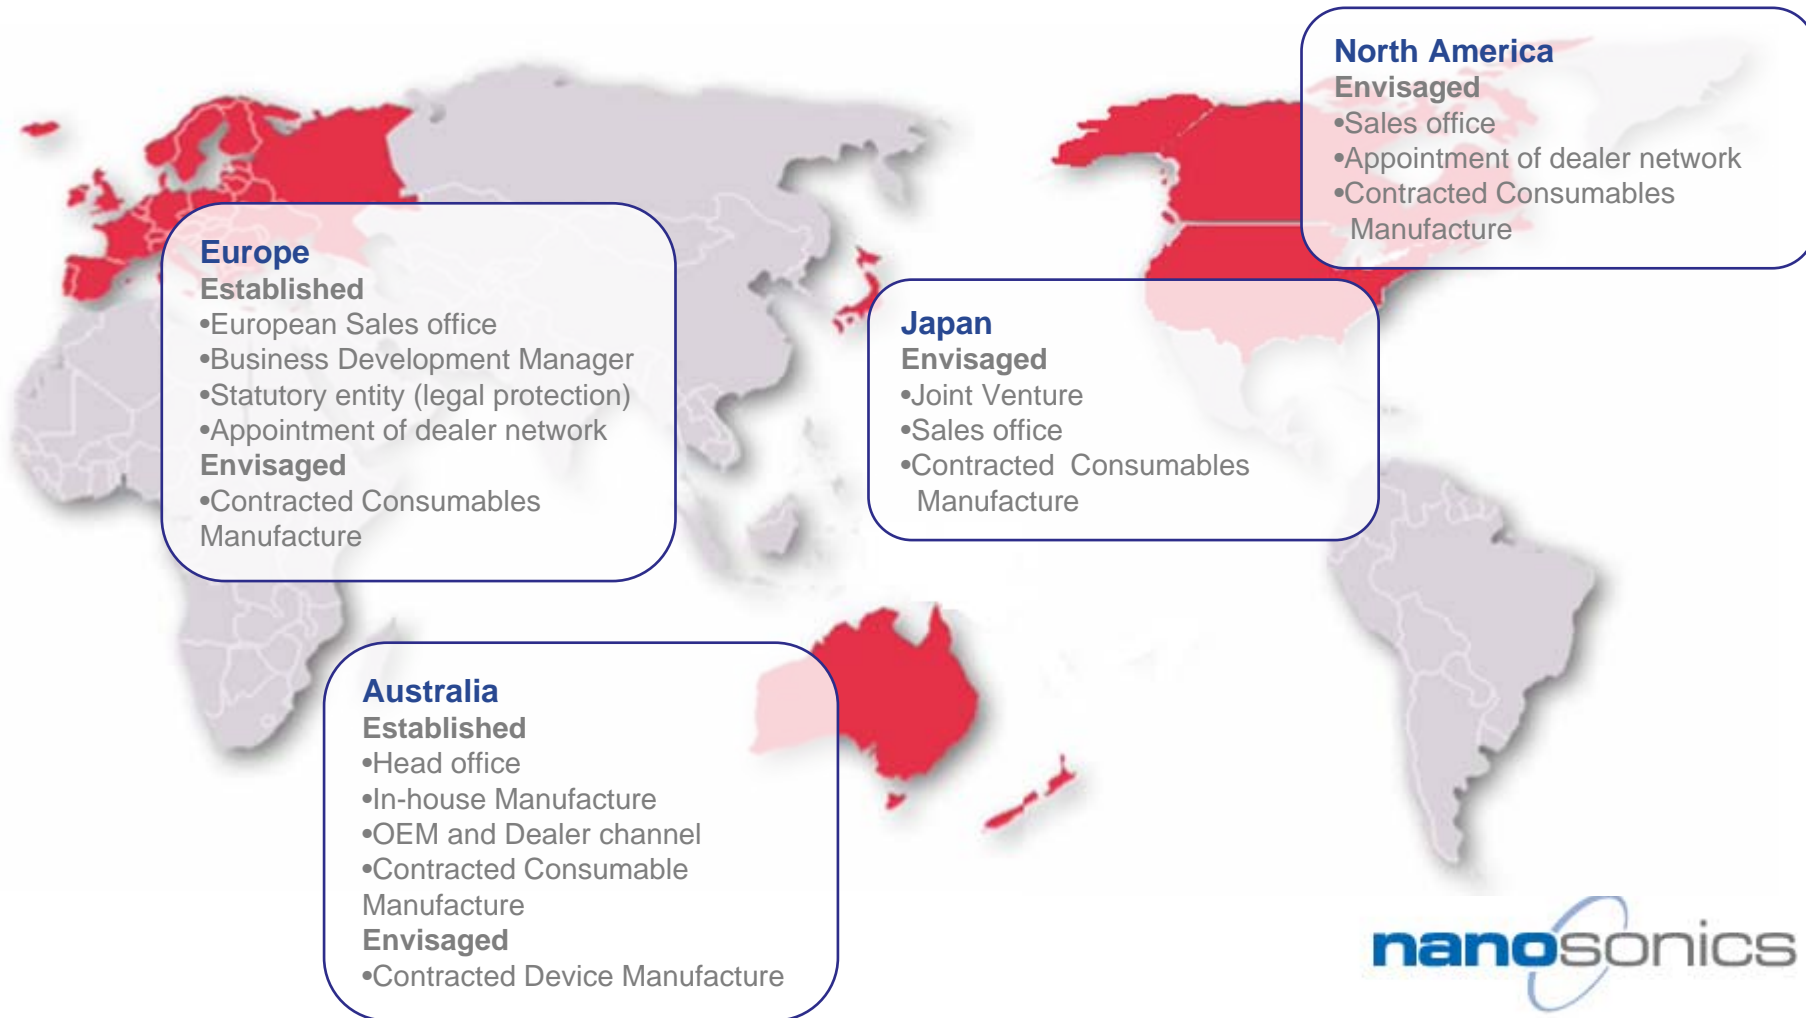 North America
Envisaged
•Sales office
•Appointment of dealer network
•Contracted Consumables
Manufacture
Europe
Established
•European Sales office
•Business Development Manager
•Statutory entity (legal protection)
•Appointment of dealer network
Envisaged
•Contracted Consumables
Manufacture
Japan
Envisaged
•Joint Venture
•Sales office
•Contracted  Consumables
Manufacture
Australia
Established
•Head office
•In-house Manufacture
•OEM and Dealer channel
•Contracted Consumable
Manufacture
Envisaged
•Contracted Device Manufacture
nanosonics